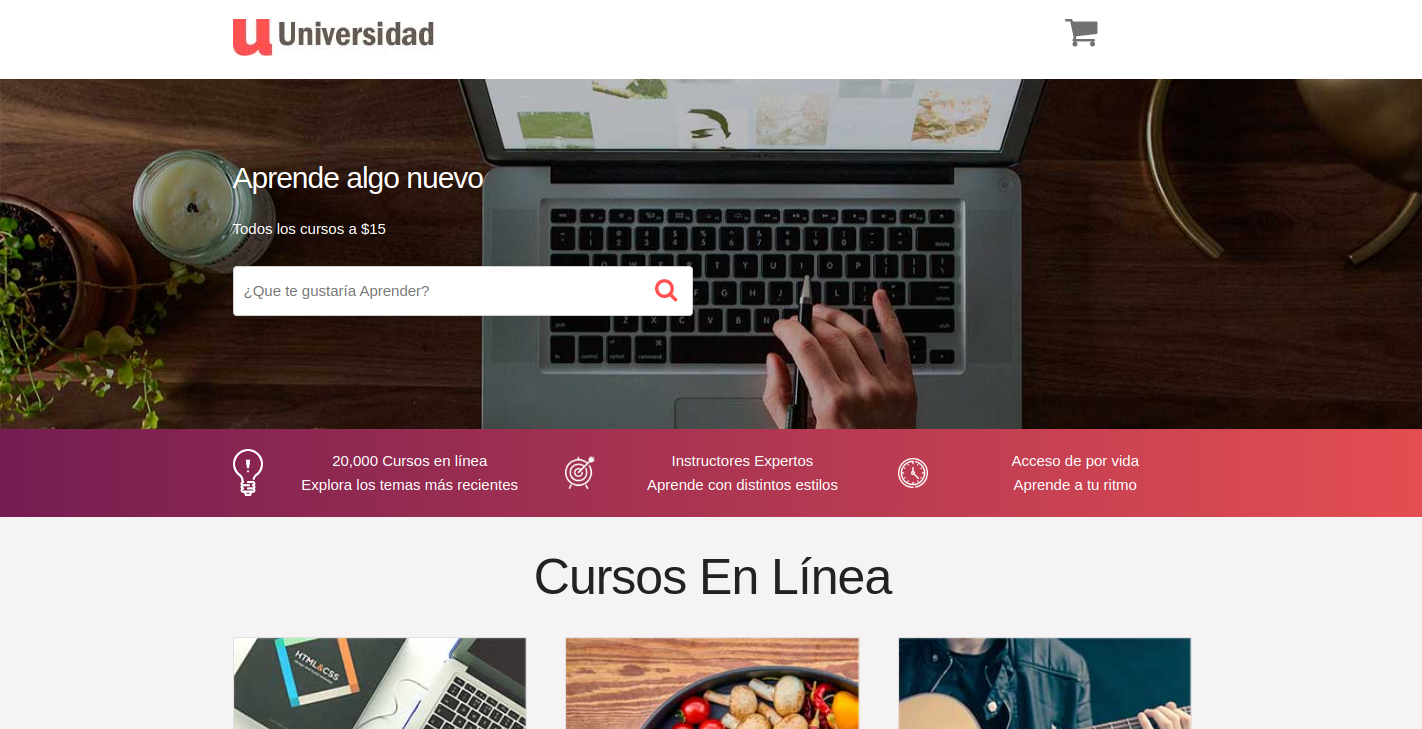 Universidad
Aprende algo nuevo
Todos los cursos a $15
¿Que te gustaría Aprender?
20,000 Cursos en línea
Explora los temas más recientes
Instructores Expertos
Aprende con distintos estilos
Acceso de por vida
Aprende a tu ritmo
Cursos En Línea
HTML&CSS